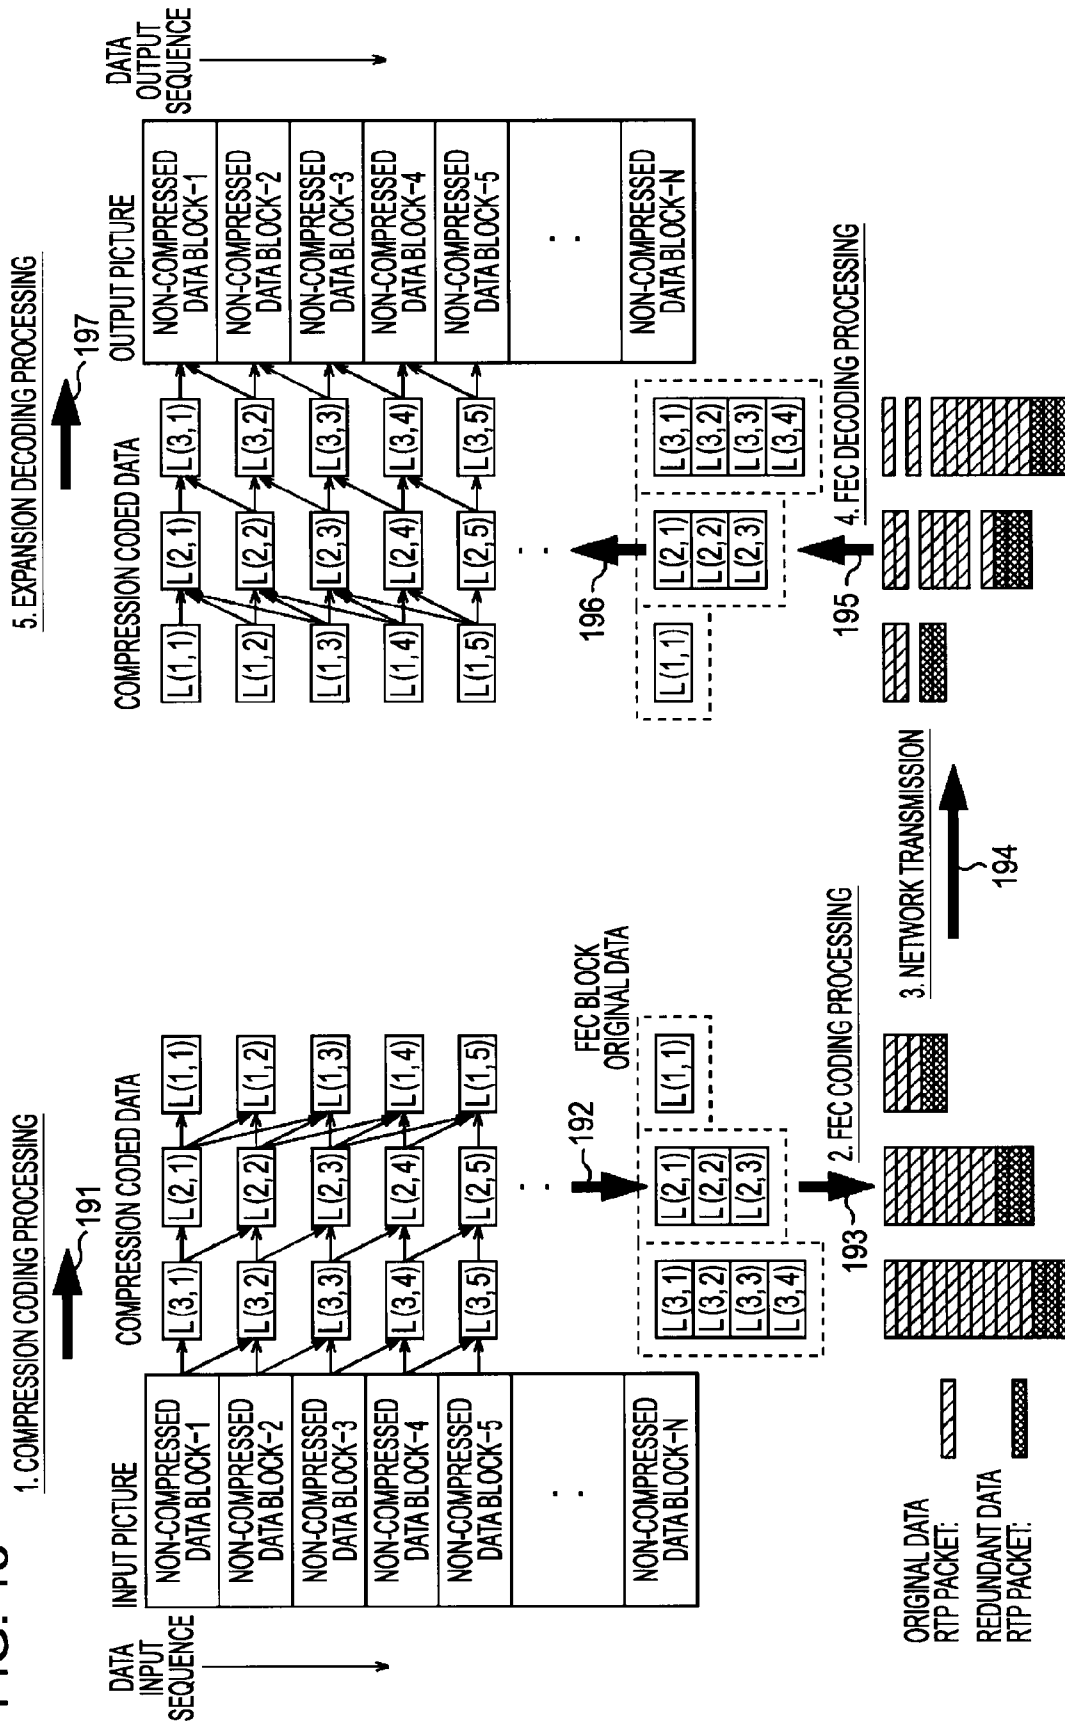 1. COMPRESSION CODING PROCESSING
191
INPUT PICTURE
COMPRESSION CODED DATA
DATA
INPUT
SEQUENCE
NON-COMPRESSED
DATA BLOCK-1
NON-COMPRESSED
DATA BLOCK-2
NON-COMPRESSED
DATA BLOCK-3
NON-COMPRESSED
DATA BLOCK-4
NON-COMPRESSED
DATA BLOCK-5
. .
NON-COMPRESSED
DATA BLOCK-N
L(3, 1) L(2, 1) L(1, 1)
L(3, 2) L(2, 2) L(1, 2)
L(3, 3) L(2, 3) L(1, 3)
L(3, 4) L(2, 4) L(1, 4)
L(3, 5) L(2, 5) L(1, 5)
. .
192
FEC BLOCK
ORIGINAL DATA
L(3, 1) L(2, 1) L(1, 1)
L(3, 2) L(2, 2)
L(3, 3) L(2, 3)
L(3, 4)
193
2. FEC CODING PROCESSING
ORIGINAL DATA
RTP PACKET:
REDUNDANT DATA
RTP PACKET:
3. NETWORK TRANSMISSION
194
5. EXPANSION DECODING PROCESSING
197
COMPRESSION CODED DATA
OUTPUT PICTURE
DATA
OUTPUT
SEQUENCE
L(1, 1) L(2, 1) L(3, 1)
L(1, 2) L(2, 2) L(3, 2)
L(1, 3) L(2, 3) L(3, 3)
L(1, 4) L(2, 4) L(3, 4)
L(1, 5) L(2, 5) L(3, 5)
. .
NON-COMPRESSED
DATA BLOCK-1
NON-COMPRESSED
DATA BLOCK-2
NON-COMPRESSED
DATA BLOCK-3
NON-COMPRESSED
DATA BLOCK-4
NON-COMPRESSED
DATA BLOCK-5
. .
NON-COMPRESSED
DATA BLOCK-N
196
L(1, 1) L(2, 1) L(3, 1)
L(2, 2) L(3, 2)
L(2, 3) L(3, 3)
L(3, 4)
195
4. FEC DECODING PROCESSING